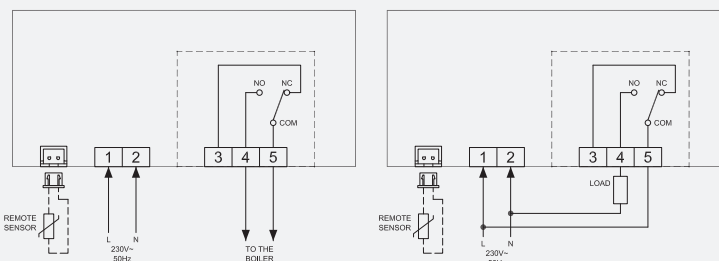 NO NC
COM
1 2 3 4 5
REMOTE
SENSOR
L N
230V~
50Hz
TO THE
BOILER
NO NC
COM
1 2 3 4 5
LOAD
REMOTE
SENSOR
L N
230V~
50Hz